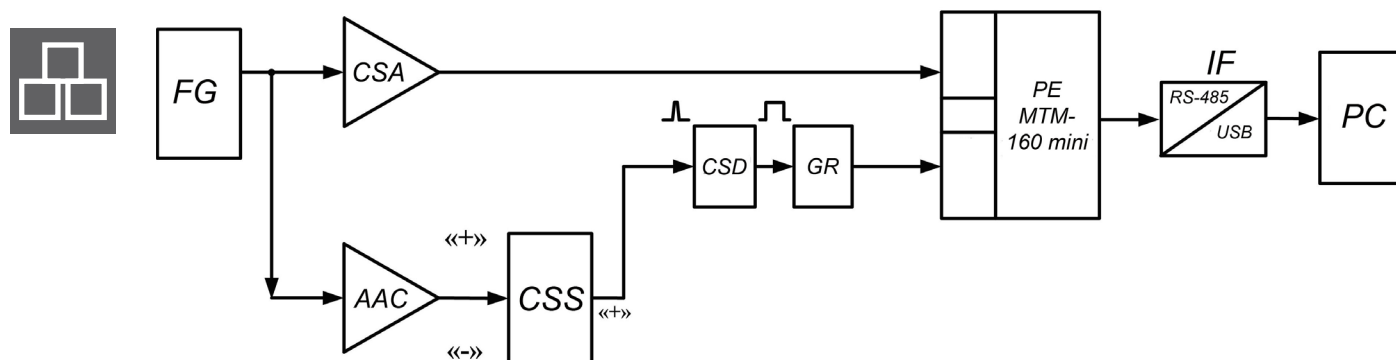 FG
CSA
PE
MTM-
160 mini
IF
RS-485
USB
PC
CSD
GR
«+»
AAC
CSS
«+»
«-»